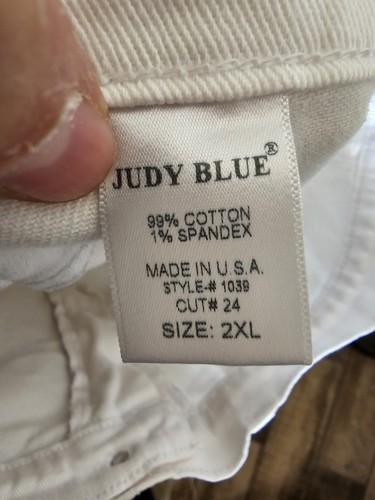 JUDY BLUE®
99% COTTON
1% SPANDEX
MADE IN U.S.A.
STYLE-# 1039
CUT# 24
SIZE: 2XL